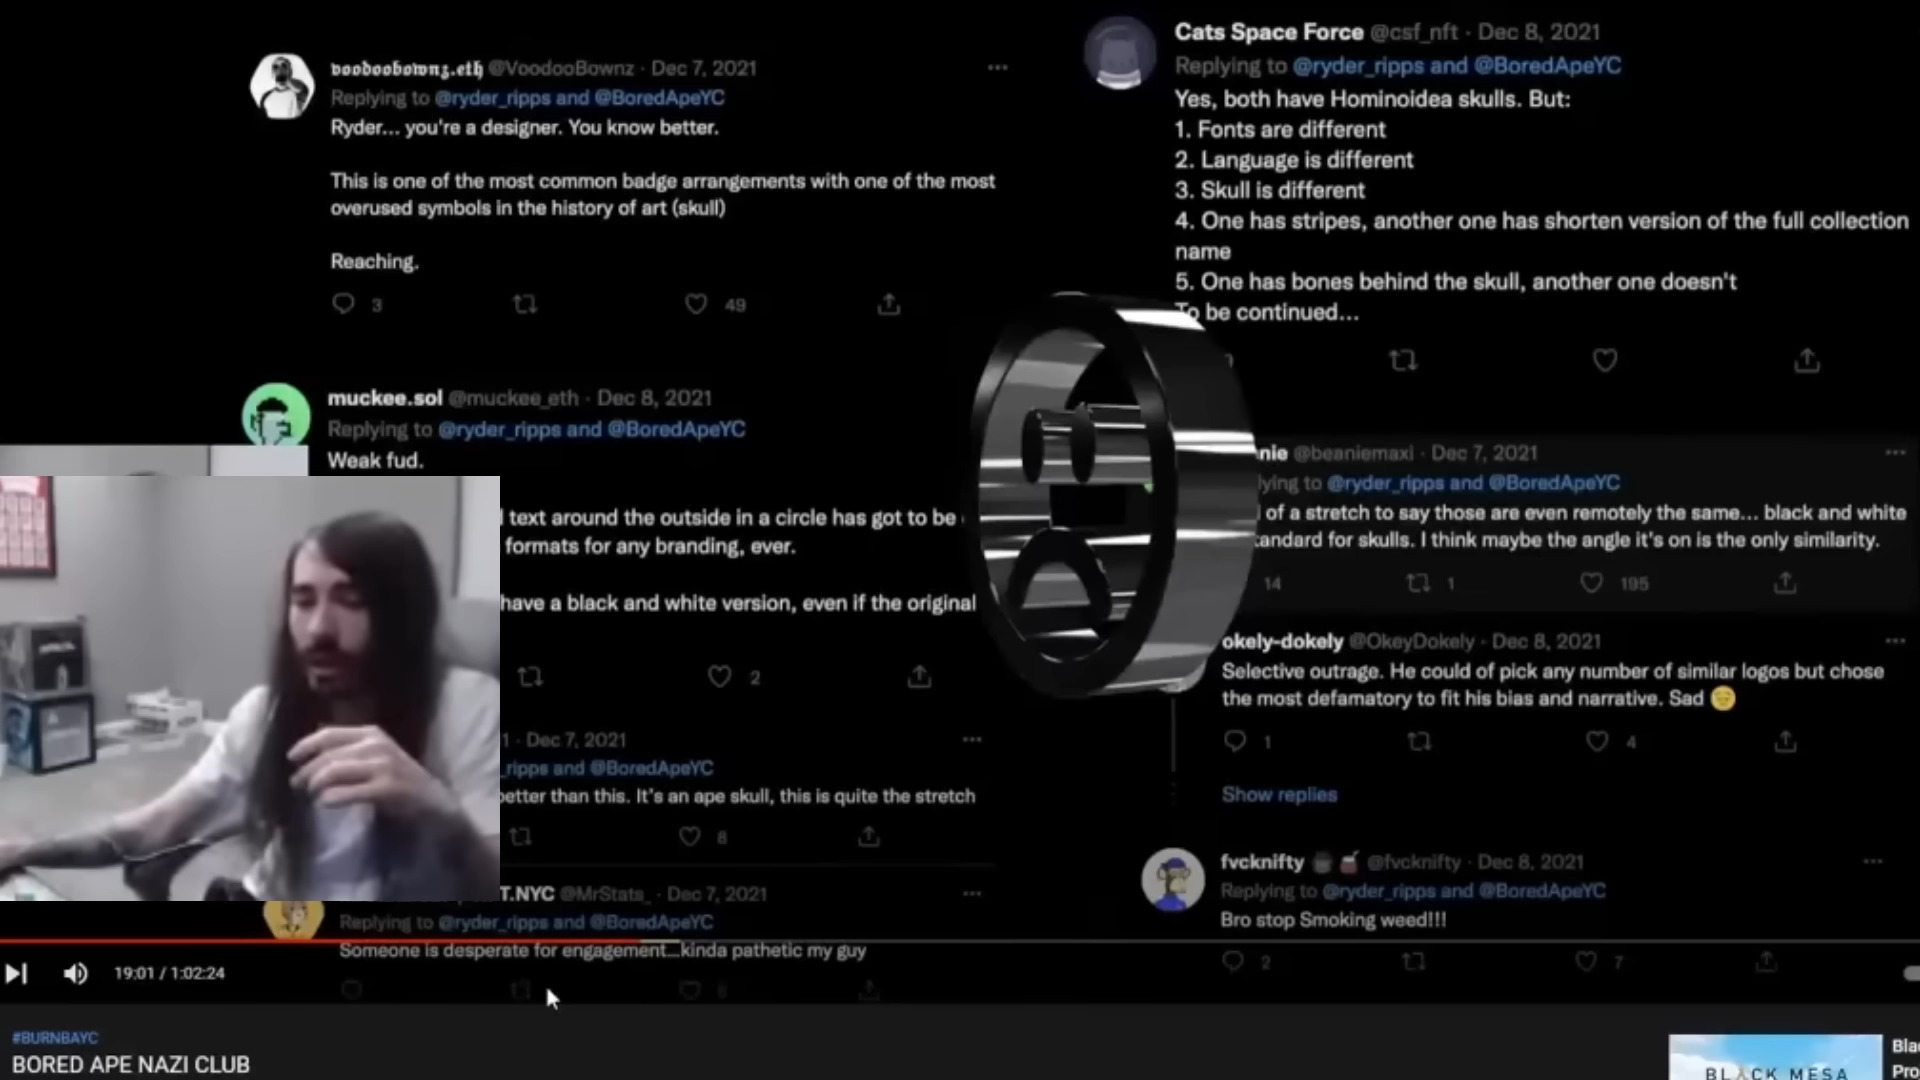 voodoobownz.eth @VoodooBownz · Dec 7, 2021
Replying to @ryder_ripps and @BoredApeYC
Ryder... you're a designer. You know better.
This is one of the most common badge arrangements with one of the most
overused symbols in the history of art (skull)
Reaching.
3
49
muckee.sol @muckee_eth · Dec 8, 2021
Replying to @ryder_ripps and @BoredApeYC
Weak fud.
text around the outside in a circle has got to be
formats for any branding, ever.
have a black and white version, even if the original
2
· Dec 7, 2021
ripps and @BoredApeYC
better than this. It's an ape skull, this is quite the stretch
8
T.NYC @MrStats_ · Dec 7, 2021
Replying to @ryder_ripps and @BoredApeYC
Someone is desperate for engagement...kinda pathetic my guy
Cats Space Force @csf_nft · Dec 8, 2021
Replying to @ryder_ripps and @BoredApeYC
Yes, both have Hominoidea skulls. But:
1. Fonts are different
2. Language is different
3. Skull is different
4. One has stripes, another one has shorten version of the full collection
name
5. One has bones behind the skull, another one doesn't
To be continued...
nie @beaniemaxi · Dec 7, 2021
lying to @ryder_ripps and @BoredApeYC
of a stretch to say those are even remotely the same... black and white
tandard for skulls. I think maybe the angle it's on is the only similarity.
14
1
195
okely-dokely @OkeyDokely · Dec 8, 2021
Selective outrage. He could of pick any number of similar logos but chose
the most defamatory to fit his bias and narrative. Sad 😔
1
4
Show replies
fvcknifty @fvcknifty · Dec 8, 2021
Replying to @ryder_ripps and @BoredApeYC
Bro stop Smoking weed!!!
2
7
19:01 / 1:02:24
#BURNBAYC
BORED APE NAZI CLUB
BLACK MESA
Bla
Pro